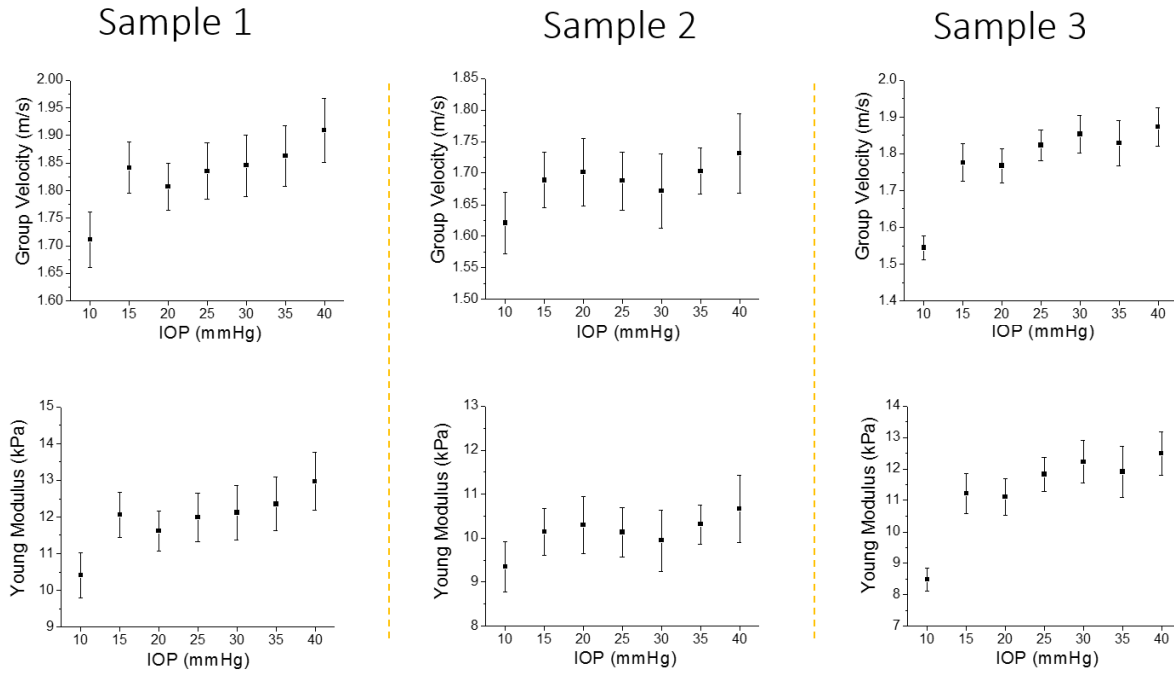 Sample 1
Sample 2
Sample 3
Group Velocity (m/s)
2.00
1.95
1.90
1.85
1.80
1.75
1.70
1.65
1.60
10 15 20 25 30 35 40
IOP (mmHg)
Group Velocity (m/s)
1.85
1.80
1.75
1.70
1.65
1.60
1.55
1.50
10 15 20 25 30 35 40
IOP (mmHg)
Group Velocity (m/s)
2.0
1.9
1.8
1.7
1.6
1.5
1.4
10 15 20 25 30 35 40
IOP (mmHg)
Young Modulus (kPa)
15
14
13
12
11
10
9
10 15 20 25 30 35 40
IOP (mmHg)
Young Modulus (kPa)
13
12
11
10
9
8
10 15 20 25 30 35 40
IOP (mmHg)
Young Modulus (kPa)
14
13
12
11
10
9
8
7
10 15 20 25 30 35 40
IOP (mmHg)